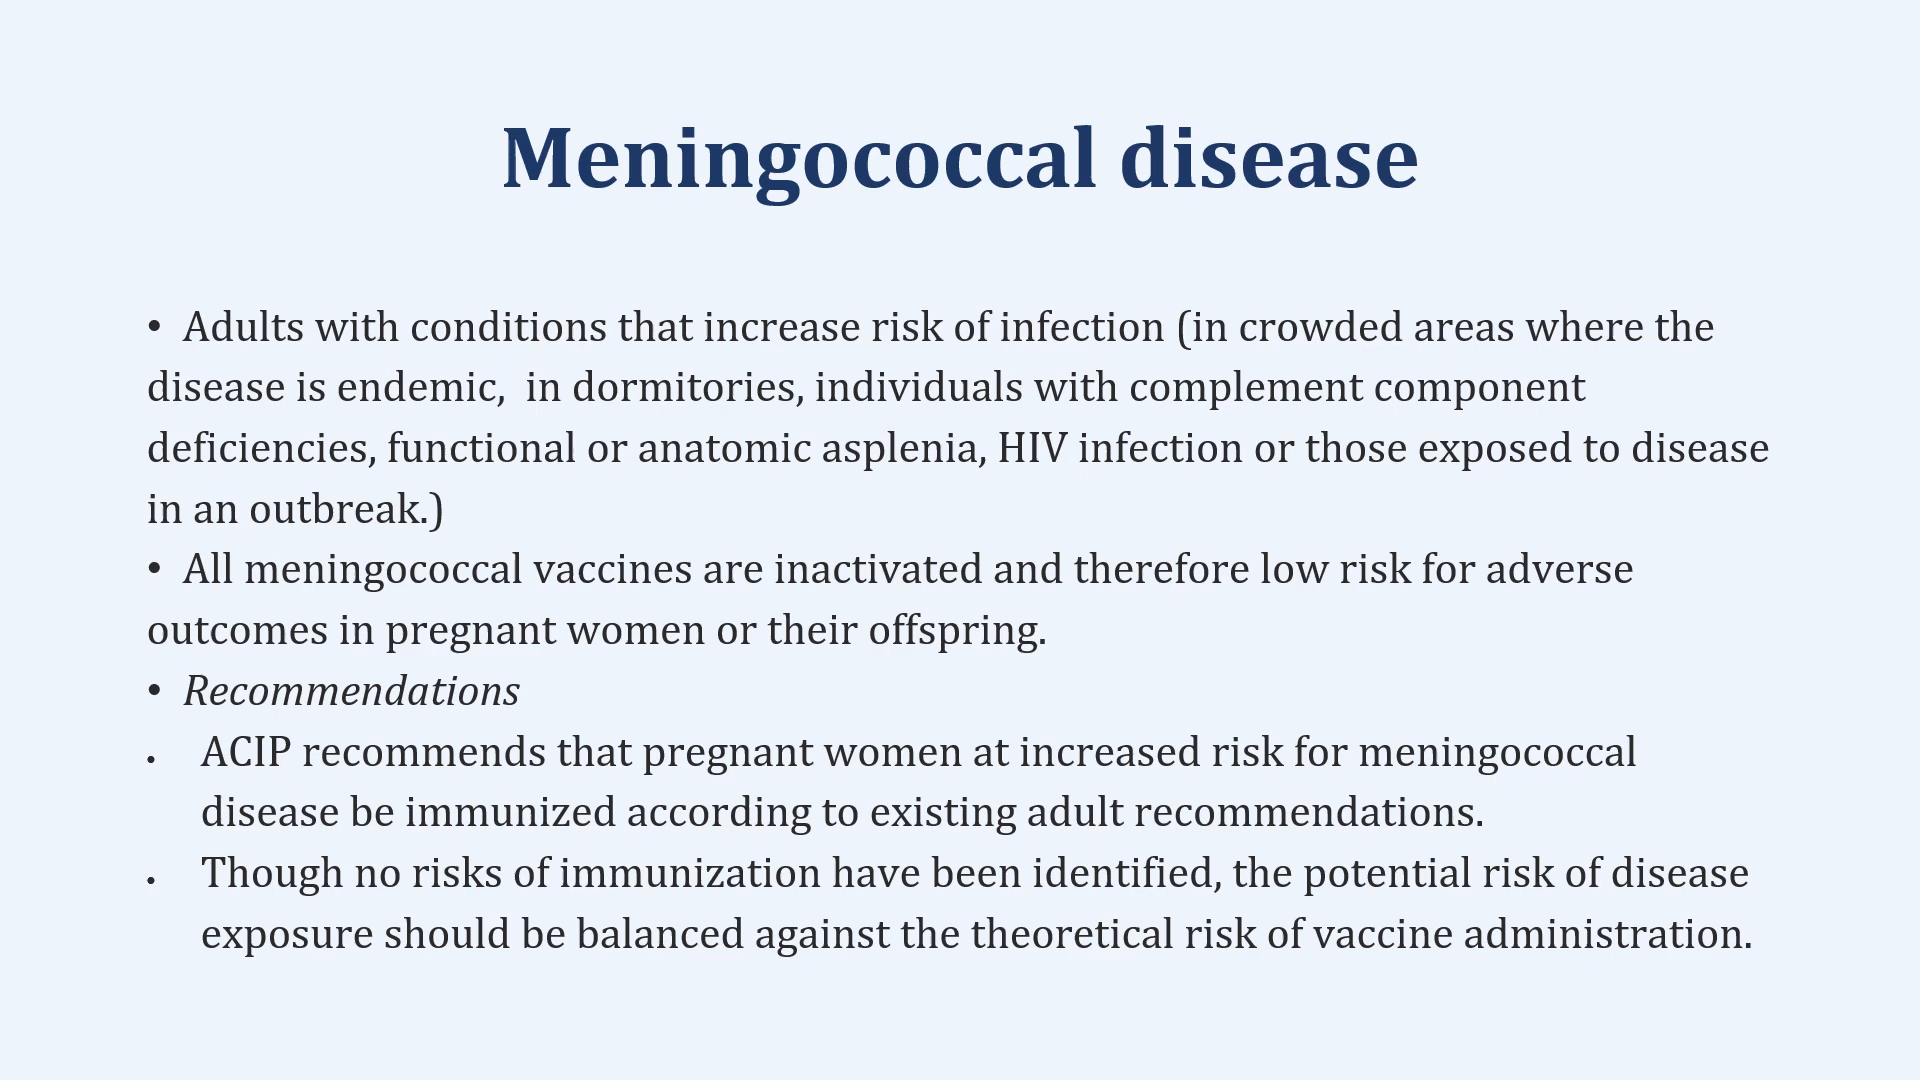 Meningococcal disease
• Adults with conditions that increase risk of infection (in crowded areas where the
disease is endemic,  in dormitories, individuals with complement component
deficiencies, functional or anatomic asplenia, HIV infection or those exposed to disease
in an outbreak.)
• All meningococcal vaccines are inactivated and therefore low risk for adverse
outcomes in pregnant women or their offspring.
• Recommendations
• ACIP recommends that pregnant women at increased risk for meningococcal
disease be immunized according to existing adult recommendations.
• Though no risks of immunization have been identified, the potential risk of disease
exposure should be balanced against the theoretical risk of vaccine administration.